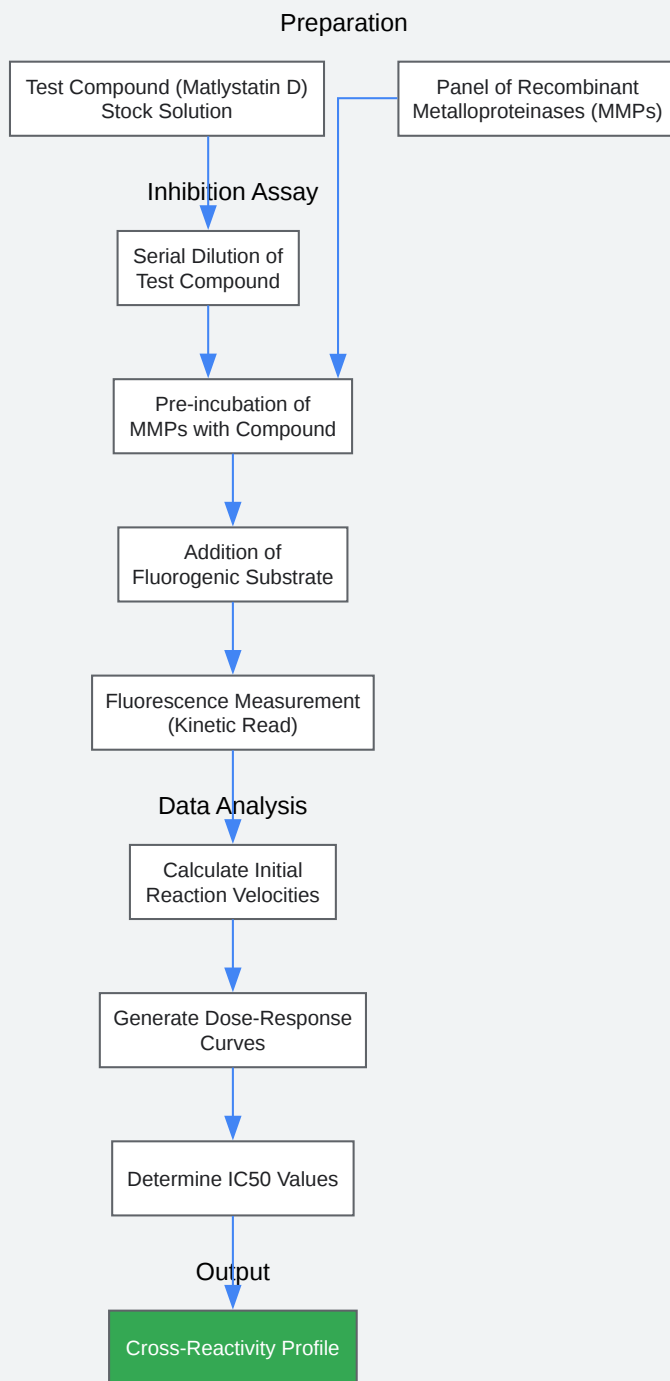 Preparation
Test Compound (Matlystatin D)
Stock Solution
Panel of Recombinant
Metalloproteinases (MMPs)
Inhibition Assay
Serial Dilution of
Test Compound
Pre-incubation of
MMPs with Compound
Addition of
Fluorogenic Substrate
Fluorescence Measurement
(Kinetic Read)
Data Analysis
Calculate Initial
Reaction Velocities
Generate Dose-Response
Curves
Determine IC50 Values
Output
Cross-Reactivity Profile